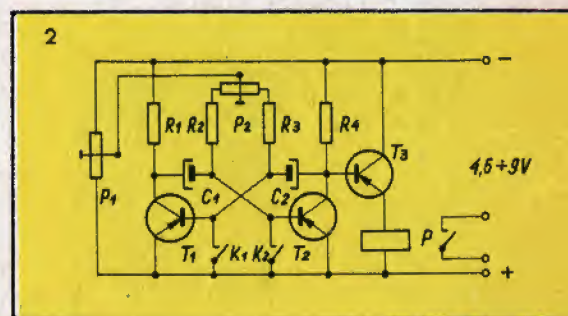 2
−
P2
R1 R2 R3 R4
T3
P1
C1 C2
4,5÷9V
P
T1 K1 K2 T2
+